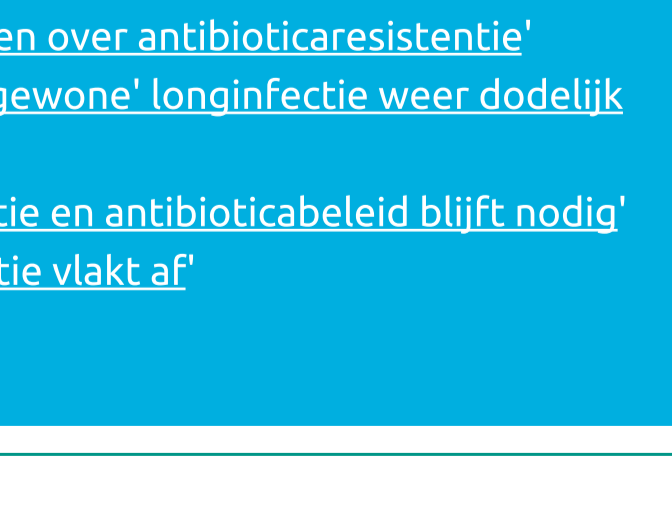 en over antibioticaresistentie'
gewone' longinfectie weer dodelijk
tie en antibioticabeleid blijft nodig'
tie vlakt af'